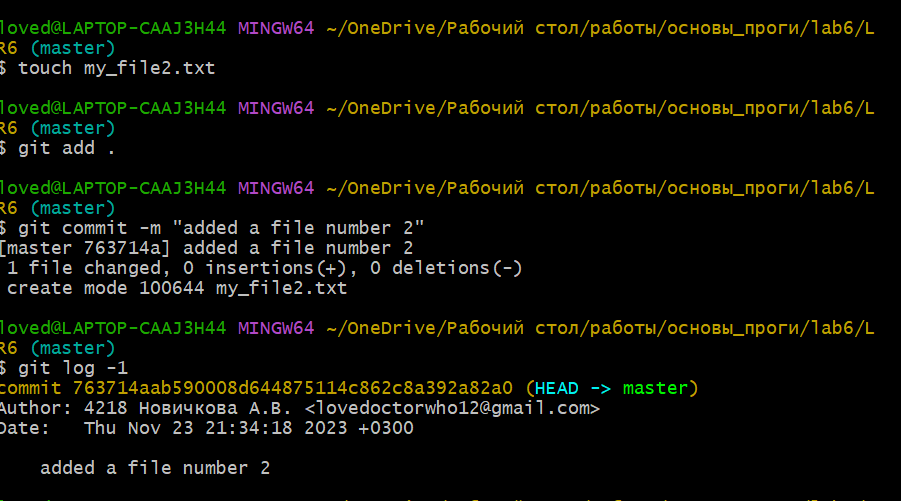 loved@LAPTOP-CAAJ3H44 MINGW64 ~/OneDrive/Рабочий стол/работы/основы_проги/lab6/L
R6 (master)
$ touch my_file2.txt
loved@LAPTOP-CAAJ3H44 MINGW64 ~/OneDrive/Рабочий стол/работы/основы_проги/lab6/L
R6 (master)
$ git add .
loved@LAPTOP-CAAJ3H44 MINGW64 ~/OneDrive/Рабочий стол/работы/основы_проги/lab6/L
R6 (master)
$ git commit -m "added a file number 2"
[master 763714a] added a file number 2
1 file changed, 0 insertions(+), 0 deletions(-)
create mode 100644 my_file2.txt
loved@LAPTOP-CAAJ3H44 MINGW64 ~/OneDrive/Рабочий стол/работы/основы_проги/lab6/L
R6 (master)
$ git log -1
commit 763714aab590008d644875114c862c8a392a82a0 (HEAD -> master)
Author: 4218 Новичкова А.В. <lovedoctorwho12@gmail.com>
Date:   Thu Nov 23 21:34:18 2023 +0300
added a file number 2